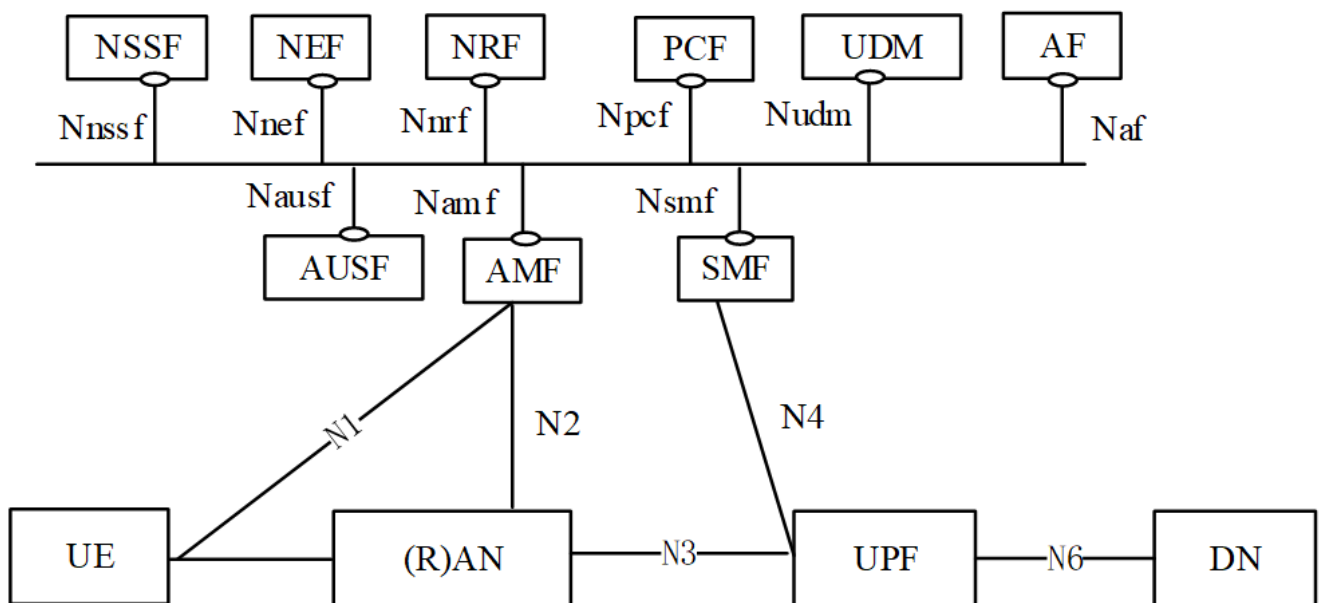 NSSF NEF NRF PCF UDM AF
Nnssf Nnef Nnrf Npcf Nudm Naf
Nausf Namf Nsmf
AUSF AMF SMF
N1 N2 N4
UE (R)AN N3 UPF N6 DN